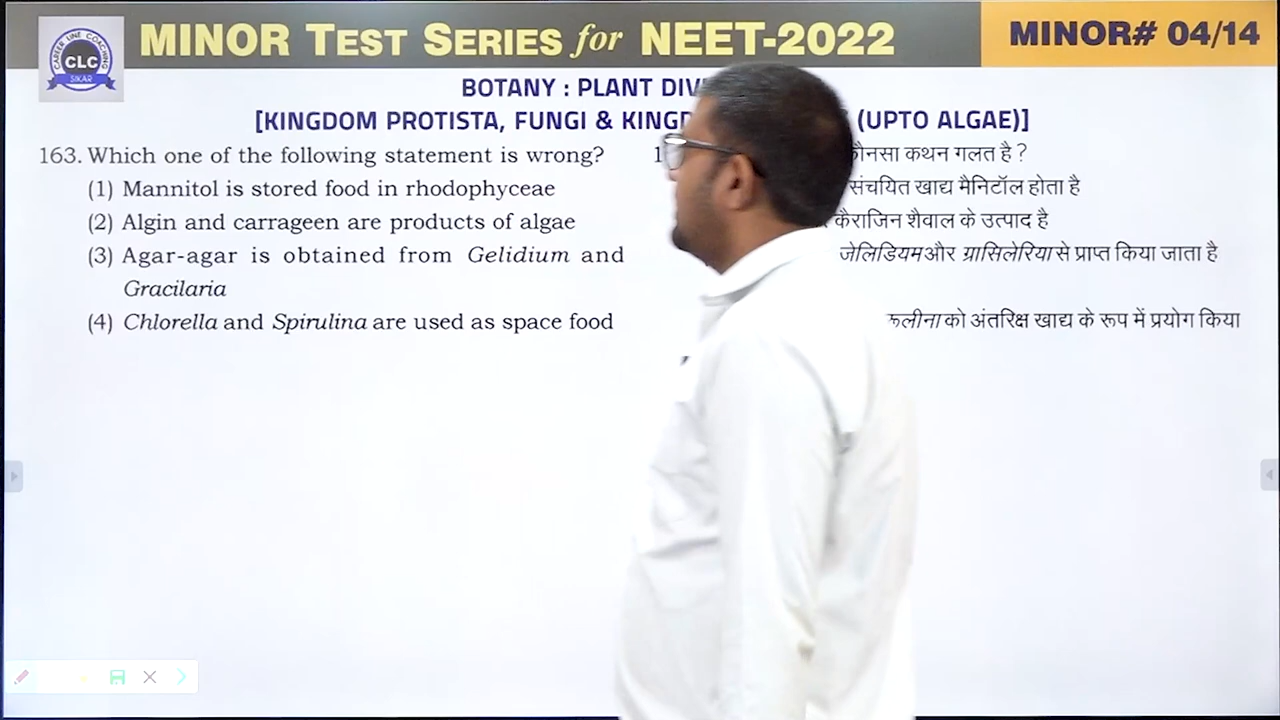 CAREER LINE COACHING
CLC
SIKAR
MINOR TEST SERIES for NEET-2022
MINOR# 04/14
BOTANY : PLANT
[KINGDOM PROTISTA, FUNGI & (UPTO ALGAE)]
163. Which one of the following statement is wrong?
(1) Mannitol is stored food in rhodophyceae
(2) Algin and carrageen are products of algae
(3) Agar-agar is obtained from Gelidium and
Gracilaria
(4) Chlorella and Spirulina are used as space food
कथन गलत है ?
संचयित खाद्य मैनिटॉल होता है
कैराजिन शैवाल के उत्पाद है
जेलिडियम और ग्रासिलेरिया से प्राप्त किया जाता है
को अंतरिक्ष खाद्य के रूप में प्रयोग किया